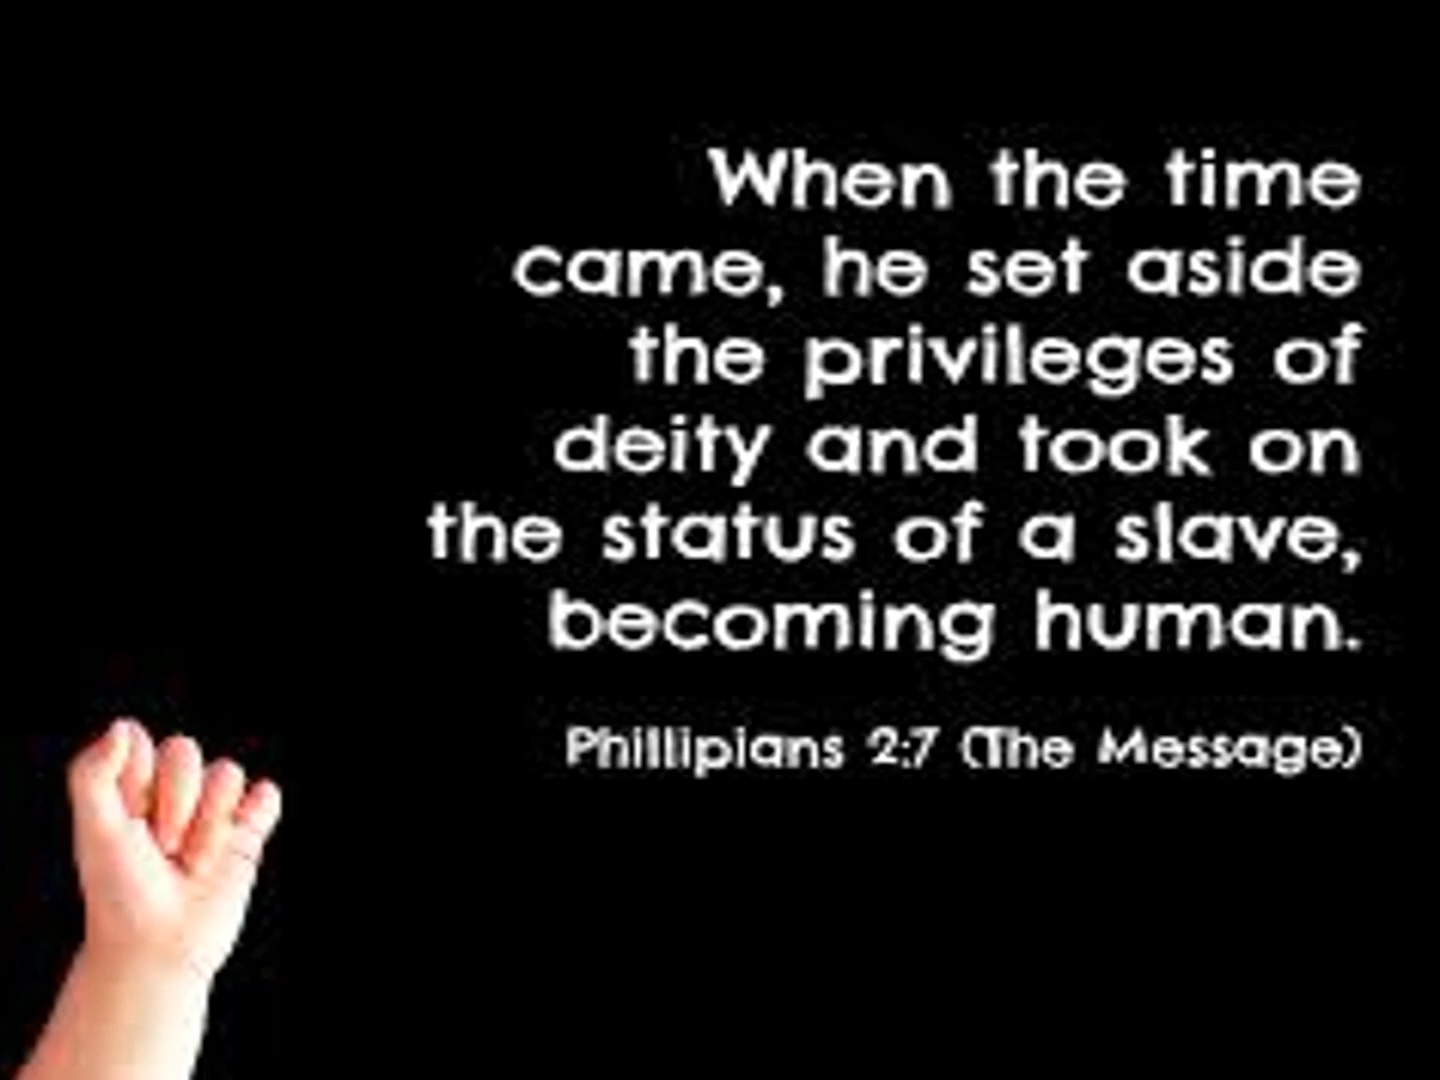 When the time
came, he set aside
the privileges of
deity and took on
the status of a slave,
becoming human.
Phillipians 2:7 (The Message)